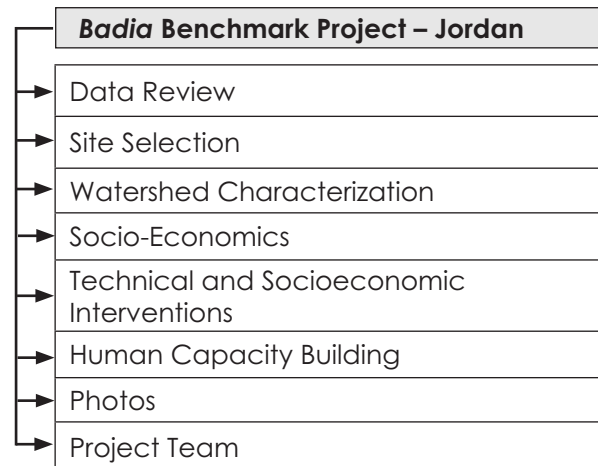 Badia Benchmark Project – Jordan
Data Review
Site Selection
Watershed Characterization
Socio-Economics
Technical and Socioeconomic
Interventions
Human Capacity Building
Photos
Project Team